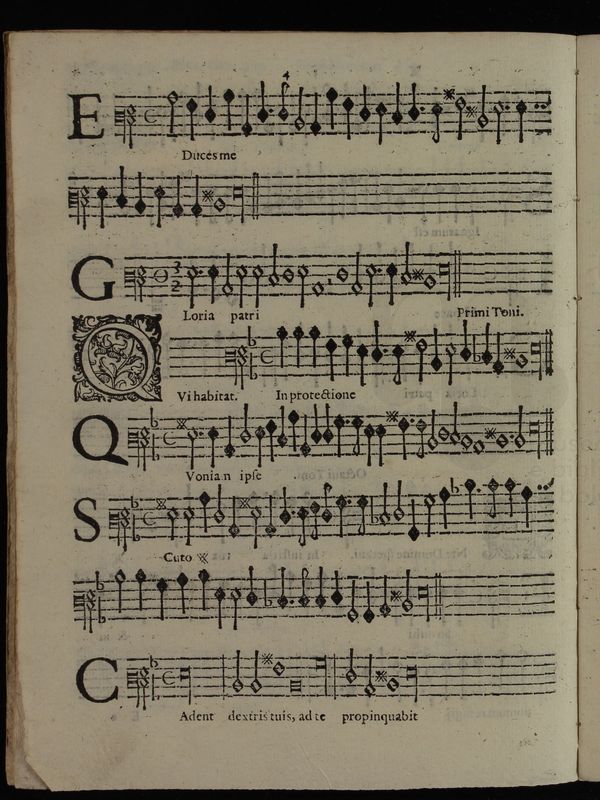 4
E
Duces me
G
Loria patri Primi Toni.
Q
Vi habitat. In protectione
Q
Voniam ipse
S
Cuto
C
Adent dextris tuis, ad te propinquabit